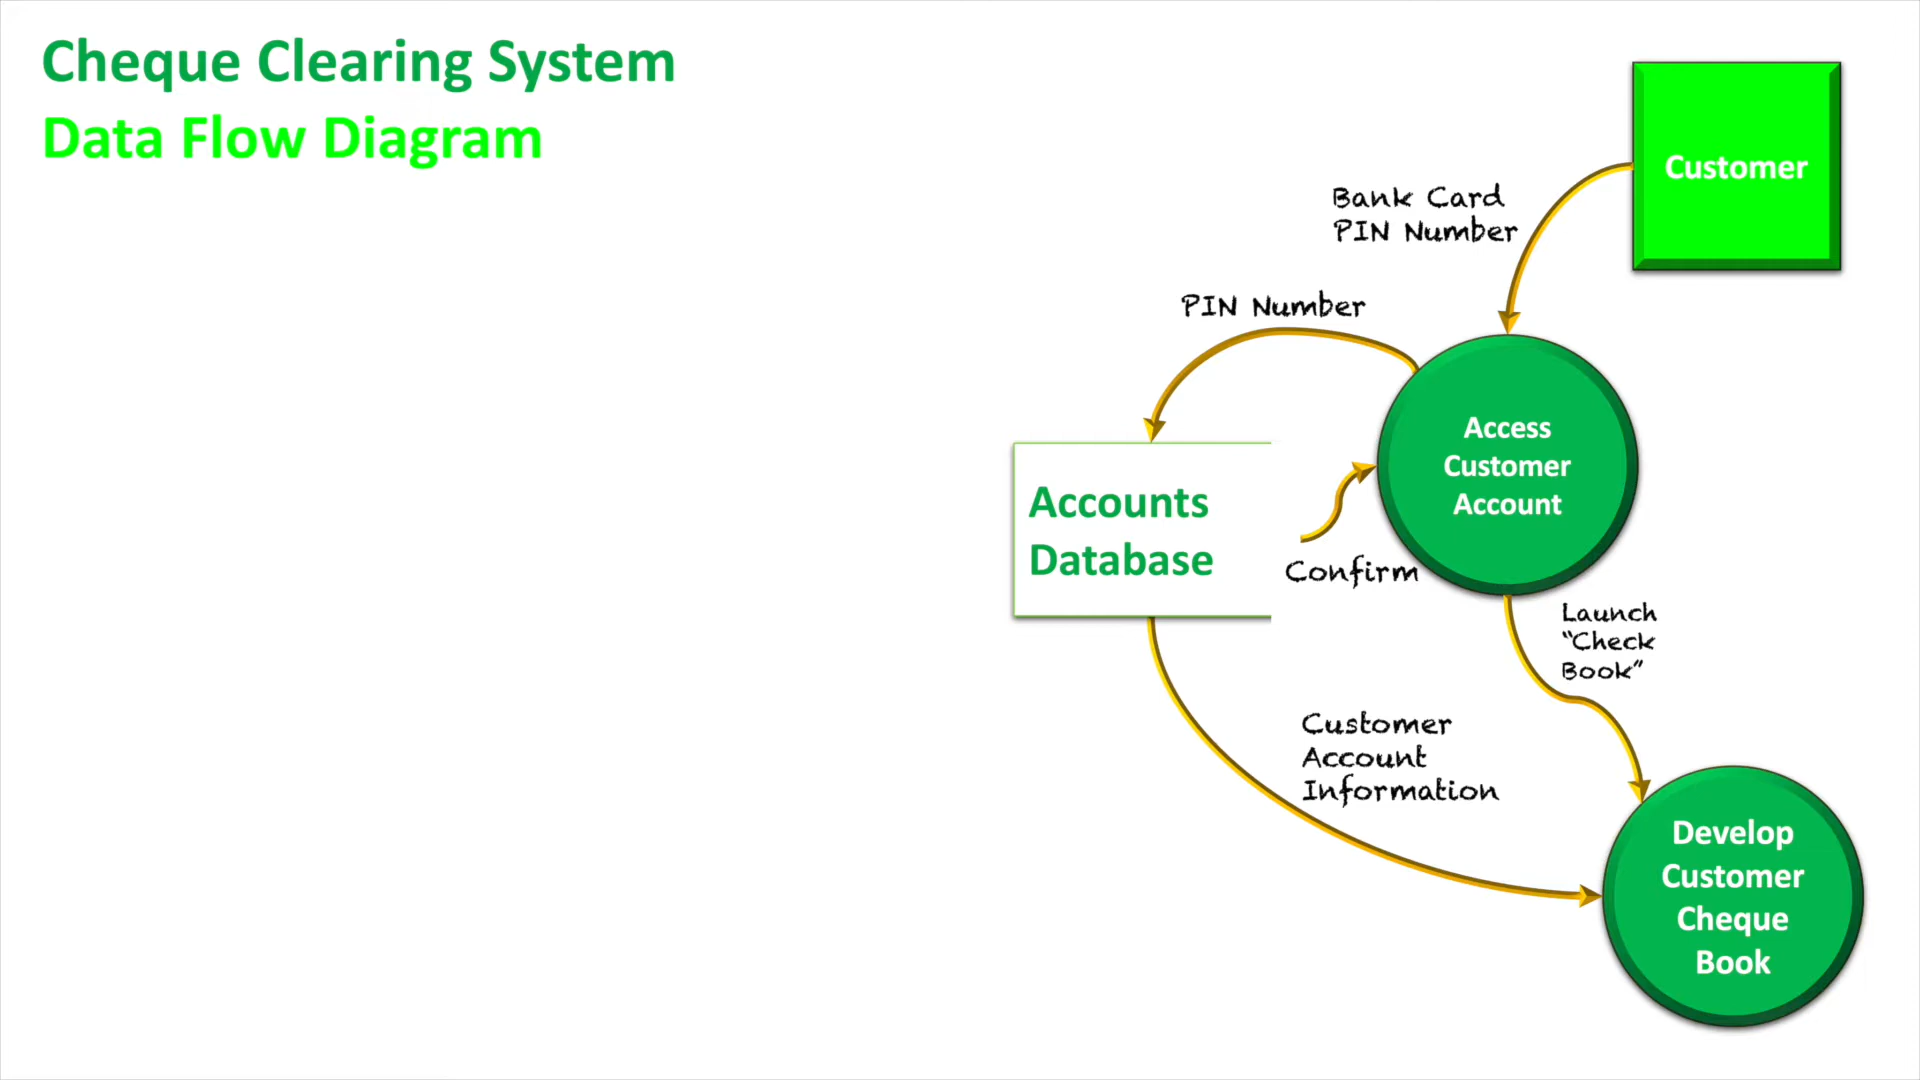 Cheque Clearing System
Data Flow Diagram
Customer
Bank Card
PIN Number
PIN Number
Access
Customer
Account
Accounts
Database
Confirm
Launch
“Check
Book”
Customer
Account
Information
Develop
Customer
Cheque
Book